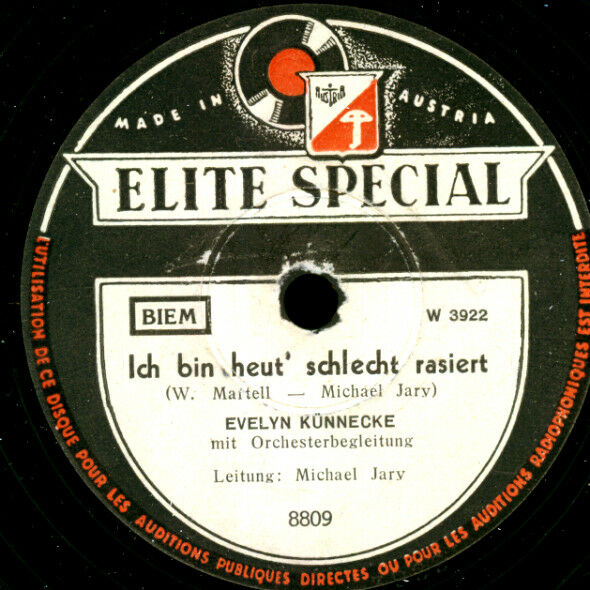 MADE IN AUSTRIA
AUSTRIA
ELITE SPECIAL
BIEM
W 3922
Ich bin heut' schlecht rasiert
(W. Martell — Michael Jary)
EVELYN KÜNNECKE
mit Orchesterbegleitung
Leitung: Michael Jary
8809
L'UTILISATION DE CE DISQUE POUR LES AUDITIONS PUBLIQUES DIRECTES OU POUR LES AUDITIONS RADIOPHONIQUES EST INTERDITE